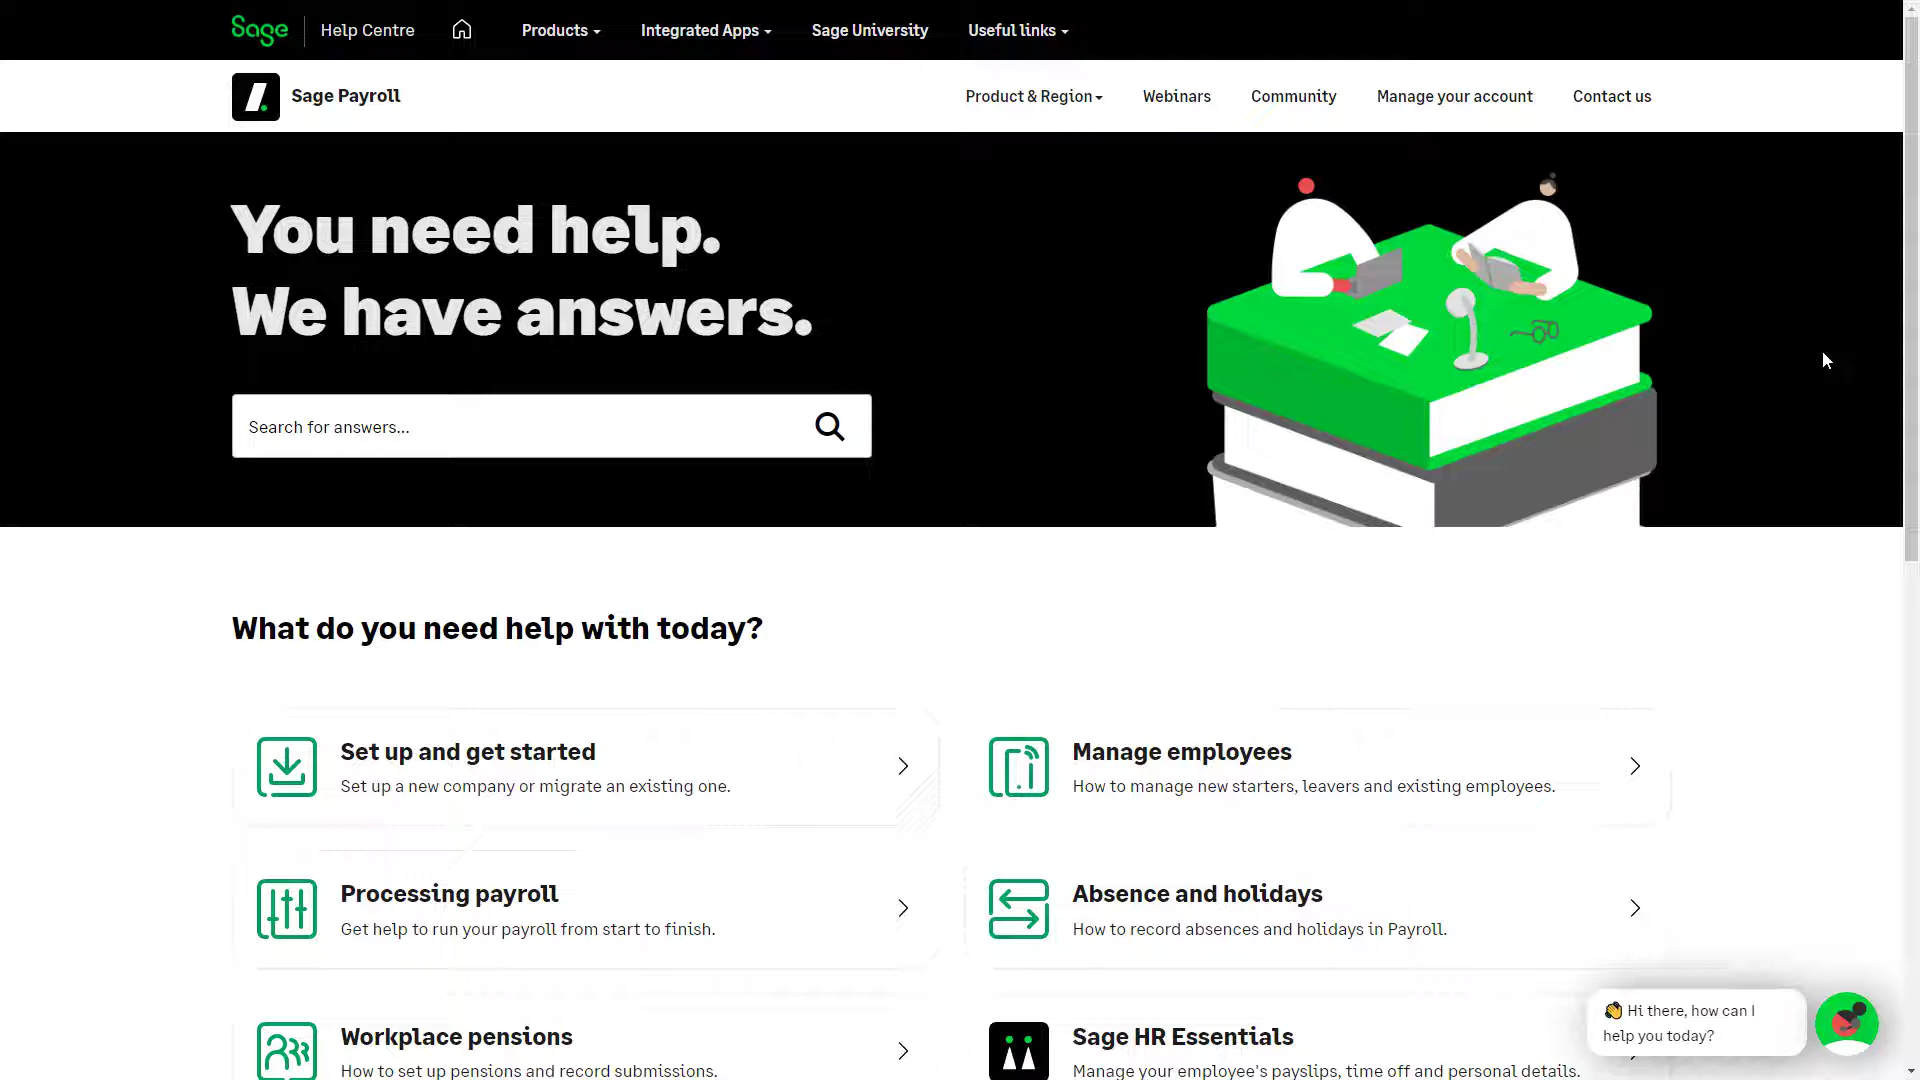 Sage Help Centre Products Integrated Apps Sage University Useful links
Sage Payroll Product & Region Webinars Community Manage your account Contact us
You need help.
We have answers.
Search for answers...
What do you need help with today?
Set up and get started
Set up a new company or migrate an existing one.
Manage employees
How to manage new starters, leavers and existing employees.
Processing payroll
Get help to run your payroll from start to finish.
Absence and holidays
How to record absences and holidays in Payroll.
Workplace pensions
How to set up pensions and record submissions.
Sage HR Essentials
Manage your employee's payslips, time off and personal details.
👋 Hi there, how can I
help you today?